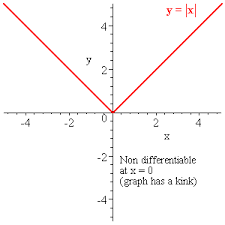 y = |x|
4
y
2
-4 -2 0 2 4
x
-2
Non differentiable
at x = 0
(graph has a kink)
-4